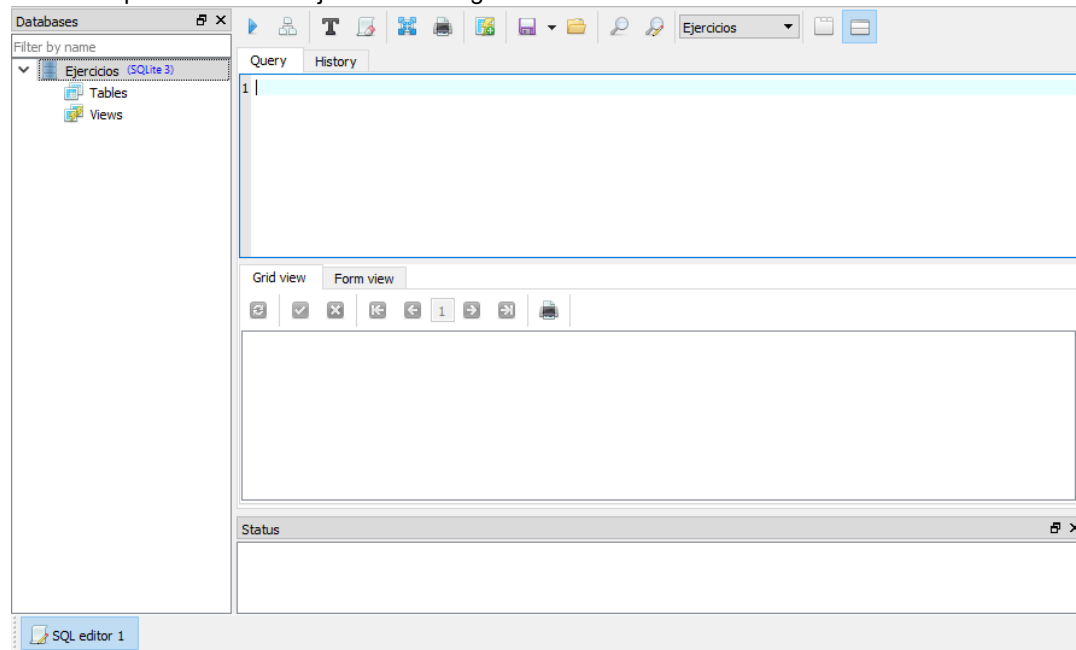 Databases
Filter by name
Ejercicios (SQLite 3)
Tables
Views
T
Ejercicios
Query History
1
Grid view Form view
1
Status
SQL editor 1